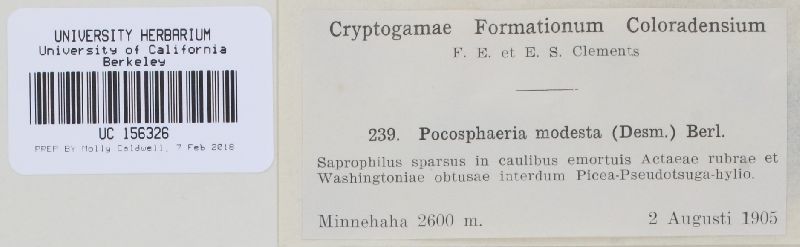 UNIVERSITY HERBARIUM
University of California
Berkeley
UC 156326
PREP BY Molly Caldwell, 7 Feb 2018
Cryptogamae Formationum Coloradensium
F. E. et E. S. Clements
239. Pocosphaeria modesta (Desm.) Berl.
Saprophilus sparsus in caulibus emortuis Actaeae rubrae et
Washingtoniae obtusae interdum Picea-Pseudotsuga-hylio.
Minnehaha 2600 m. 2 Augusti 1905